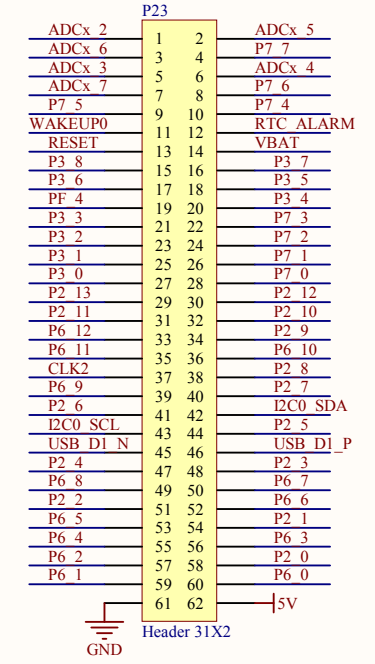 P23
ADCx_2 1 2 ADCx_5
ADCx_6 3 4 P7_7
ADCx_3 5 6 ADCx_4
ADCx_7 7 8 P7_6
P7_5 9 10 P7_4
WAKEUP0 11 12 RTC_ALARM
RESET 13 14 VBAT
P3_8 15 16 P3_7
P3_6 17 18 P3_5
PF_4 19 20 P3_4
P3_3 21 22 P7_3
P3_2 23 24 P7_2
P3_1 25 26 P7_1
P3_0 27 28 P7_0
P2_13 29 30 P2_12
P2_11 31 32 P2_10
P6_12 33 34 P2_9
P6_11 35 36 P6_10
CLK2 37 38 P2_8
P6_9 39 40 P2_7
P2_6 41 42 I2C0_SDA
I2C0_SCL 43 44 P2_5
USB_D1_N 45 46 USB_D1_P
P2_4 47 48 P2_3
P6_8 49 50 P6_7
P2_2 51 52 P6_6
P6_5 53 54 P2_1
P6_4 55 56 P6_3
P6_2 57 58 P2_0
P6_1 59 60 P6_0
61 62 5V
Header 31X2
GND